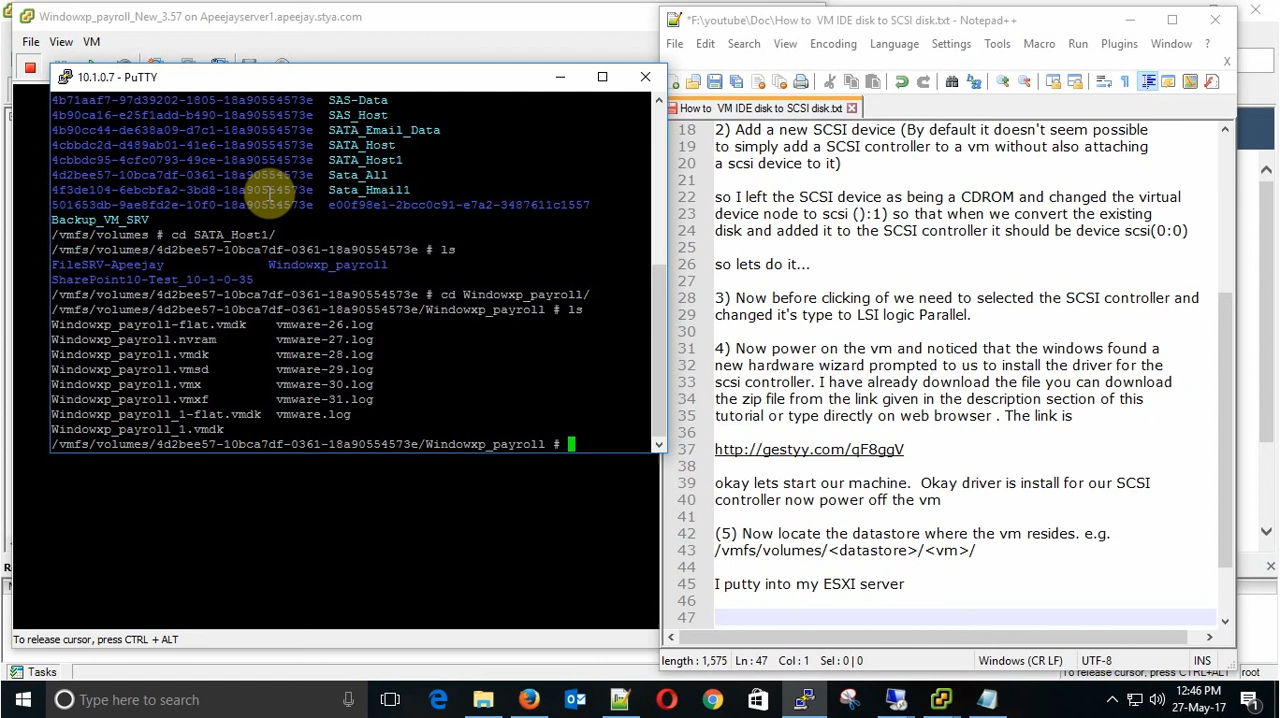 Windowxp_payroll_New_3.57 on Apeejayserver1.apeejay.stya.com
File View VM
10.1.0.7 - PuTTY
4b71aaf7-97d39202-1805-18a90554573e SAS-Data
4b90ca16-e25f1add-b490-18a90554573e SAS_Host
4b90cc44-de638a09-d7c1-18a90554573e SATA_Email_Data
4cbbdc2d-d489ab01-41e6-18a90554573e SATA_Host
4cbbdc95-4cfc0793-49ce-18a90554573e SATA_Host1
4d2bee57-10bca7df-0361-18a90554573e Sata_All
4f3de104-6ebcbfa2-3bd8-18a90554573e Sata_Hmail1
501653db-9ae8fd2e-10f0-18a90554573e e00f98e1-2bcc0c91-e7a2-3487611c1557
Backup_VM_SRV
/vmfs/volumes # cd SATA_Host1/
/vmfs/volumes/4d2bee57-10bca7df-0361-18a90554573e # ls
FileSRV-Apeejay Windowxp_payroll
SharePoint10-Test_10-1-0-35
/vmfs/volumes/4d2bee57-10bca7df-0361-18a90554573e # cd Windowxp_payroll/
/vmfs/volumes/4d2bee57-10bca7df-0361-18a90554573e/Windowxp_payroll # ls
Windowxp_payroll-flat.vmdk vmware-26.log
Windowxp_payroll.nvram vmware-27.log
Windowxp_payroll.vmdk vmware-28.log
Windowxp_payroll.vmsd vmware-29.log
Windowxp_payroll.vmx vmware-30.log
Windowxp_payroll.vmxf vmware-31.log
Windowxp_payroll_1-flat.vmdk vmware.log
Windowxp_payroll_1.vmdk
/vmfs/volumes/4d2bee57-10bca7df-0361-18a90554573e/Windowxp_payroll #
To release cursor, press CTRL + ALT
Tasks
*F:\youtube\Doc\How to VM IDE disk to SCSI disk.txt - Notepad++
File Edit Search View Encoding Language Settings Tools Macro Run Plugins Window ?
X
How to VM IDE disk to SCSI disk.txt
18 2) Add a new SCSI device (By default it doesn't seem possible
19 to simply add a SCSI controller to a vm without also attaching
20 a scsi device to it)
21
22 so I left the SCSI device as being a CDROM and changed the virtual
23 device node to scsi ():1) so that when we convert the existing
24 disk and added it to the SCSI controller it should be device scsi(0:0)
25
26 so lets do it...
27
28 3) Now before clicking of we need to selected the SCSI controller and
29 changed it's type to LSI logic Parallel.
30
31 4) Now power on the vm and noticed that the windows found a
32 new hardware wizard prompted to us to install the driver for the
33 scsi controller. I have already download the file you can download
34 the zip file from the link given in the description section of this
35 tutorial or type directly on web browser . The link is
36
37 http://gestyy.com/qF8ggV
38
39 okay lets start our machine. Okay driver is install for our SCSI
40 controller now power off the vm
41
42 (5) Now locate the datastore where the vm resides. e.g.
43 /vmfs/volumes/<datastore>/<vm>/
44
45 I putty into my ESXI server
46
47
length : 1,575 Ln : 47 Col : 1 Sel : 0 | 0 Windows (CR LF) UTF-8 INS
root
Type here to search
12:46 PM
27-May-17
1